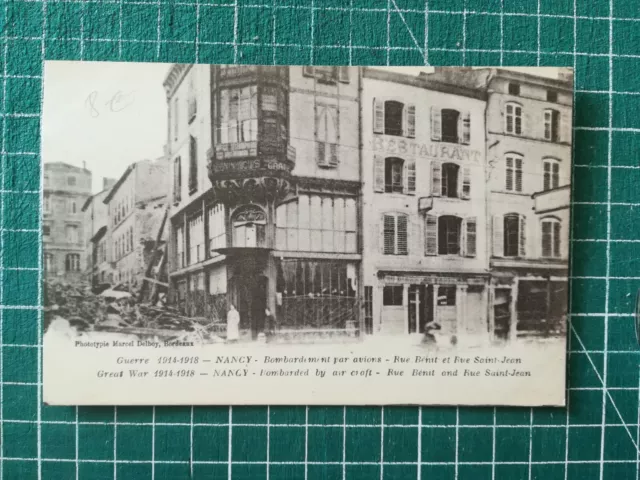 RESTAURANT
Phototypie Marcel Delboy, Bordeaux
Guerre 1914-1918 — NANCY - Bombardement par avions - Rue Bénit et Rue Saint-Jean
Great War 1914-1918 — NANCY - Bombarded by air craft - Rue Bénit and Rue Saint-Jean